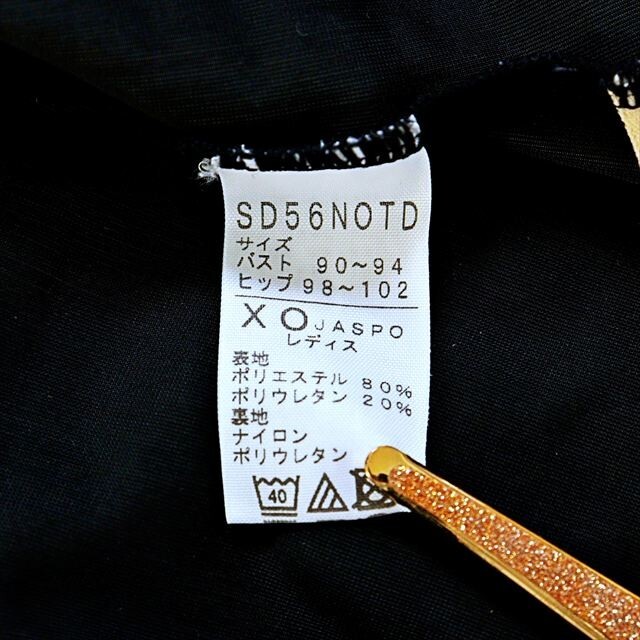 SD56NOTD
サイズ
バスト 90〜94
ヒップ 98〜102
XO JASPO
レディス
表地
ポリエステル 80%
ポリウレタン 20%
裏地
ナイロン
ポリウレタン
40